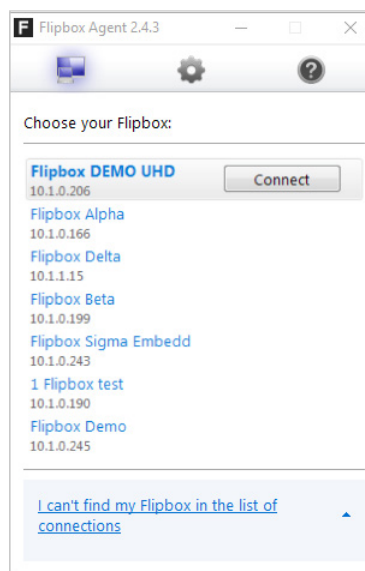 F Flipbox Agent 2.4.3
?
Choose your Flipbox:
Flipbox DEMO UHD
Connect
10.1.0.206
Flipbox Alpha
10.1.0.166
Flipbox Delta
10.1.1.15
Flipbox Beta
10.1.0.199
Flipbox Sigma Embedd
10.1.0.243
1 Flipbox test
10.1.0.190
Flipbox Demo
10.1.0.245
I can't find my Flipbox in the list of
connections